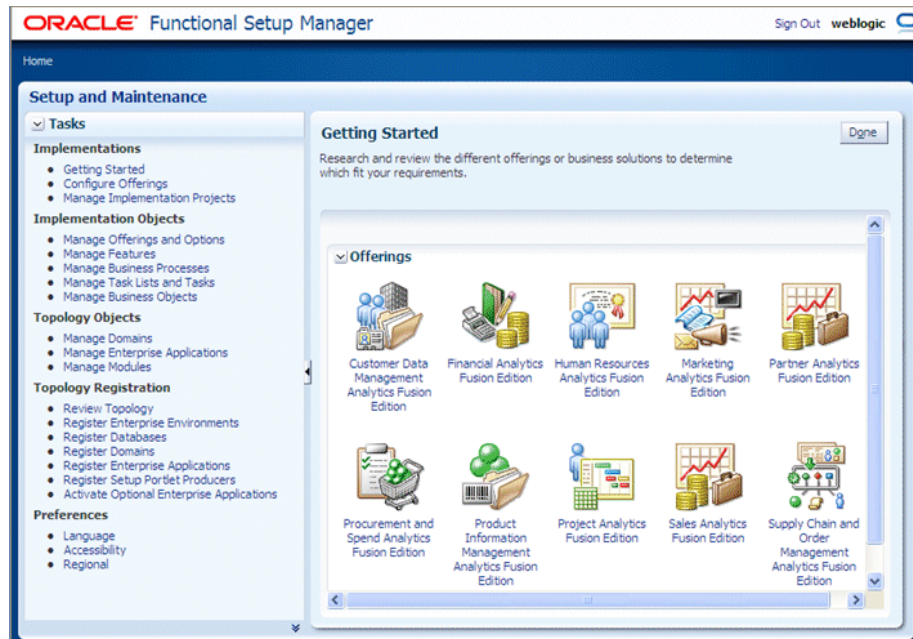 ORACLE® Functional Setup Manager
Sign Out weblogic
Home
Setup and Maintenance
Tasks
Implementations
Getting Started
Configure Offerings
Manage Implementation Projects
Implementation Objects
Manage Offerings and Options
Manage Features
Manage Business Processes
Manage Task Lists and Tasks
Manage Business Objects
Topology Objects
Manage Domains
Manage Enterprise Applications
Manage Modules
Topology Registration
Review Topology
Register Enterprise Environments
Register Databases
Register Domains
Register Enterprise Applications
Register Setup Portlet Producers
Activate Optional Enterprise Applications
Preferences
Language
Accessibility
Regional
Getting Started
Done
Research and review the different offerings or business solutions to determine
which fit your requirements.
Offerings
Customer Data
Management
Analytics Fusion
Edition
Financial Analytics
Fusion Edition
Human Resources
Analytics Fusion
Edition
Marketing
Analytics Fusion
Edition
Partner Analytics
Fusion Edition
Procurement and
Spend Analytics
Fusion Edition
Product
Information
Management
Analytics Fusion
Edition
Project Analytics
Fusion Edition
Sales Analytics
Fusion Edition
Supply Chain and
Order
Management
Analytics Fusion
Edition